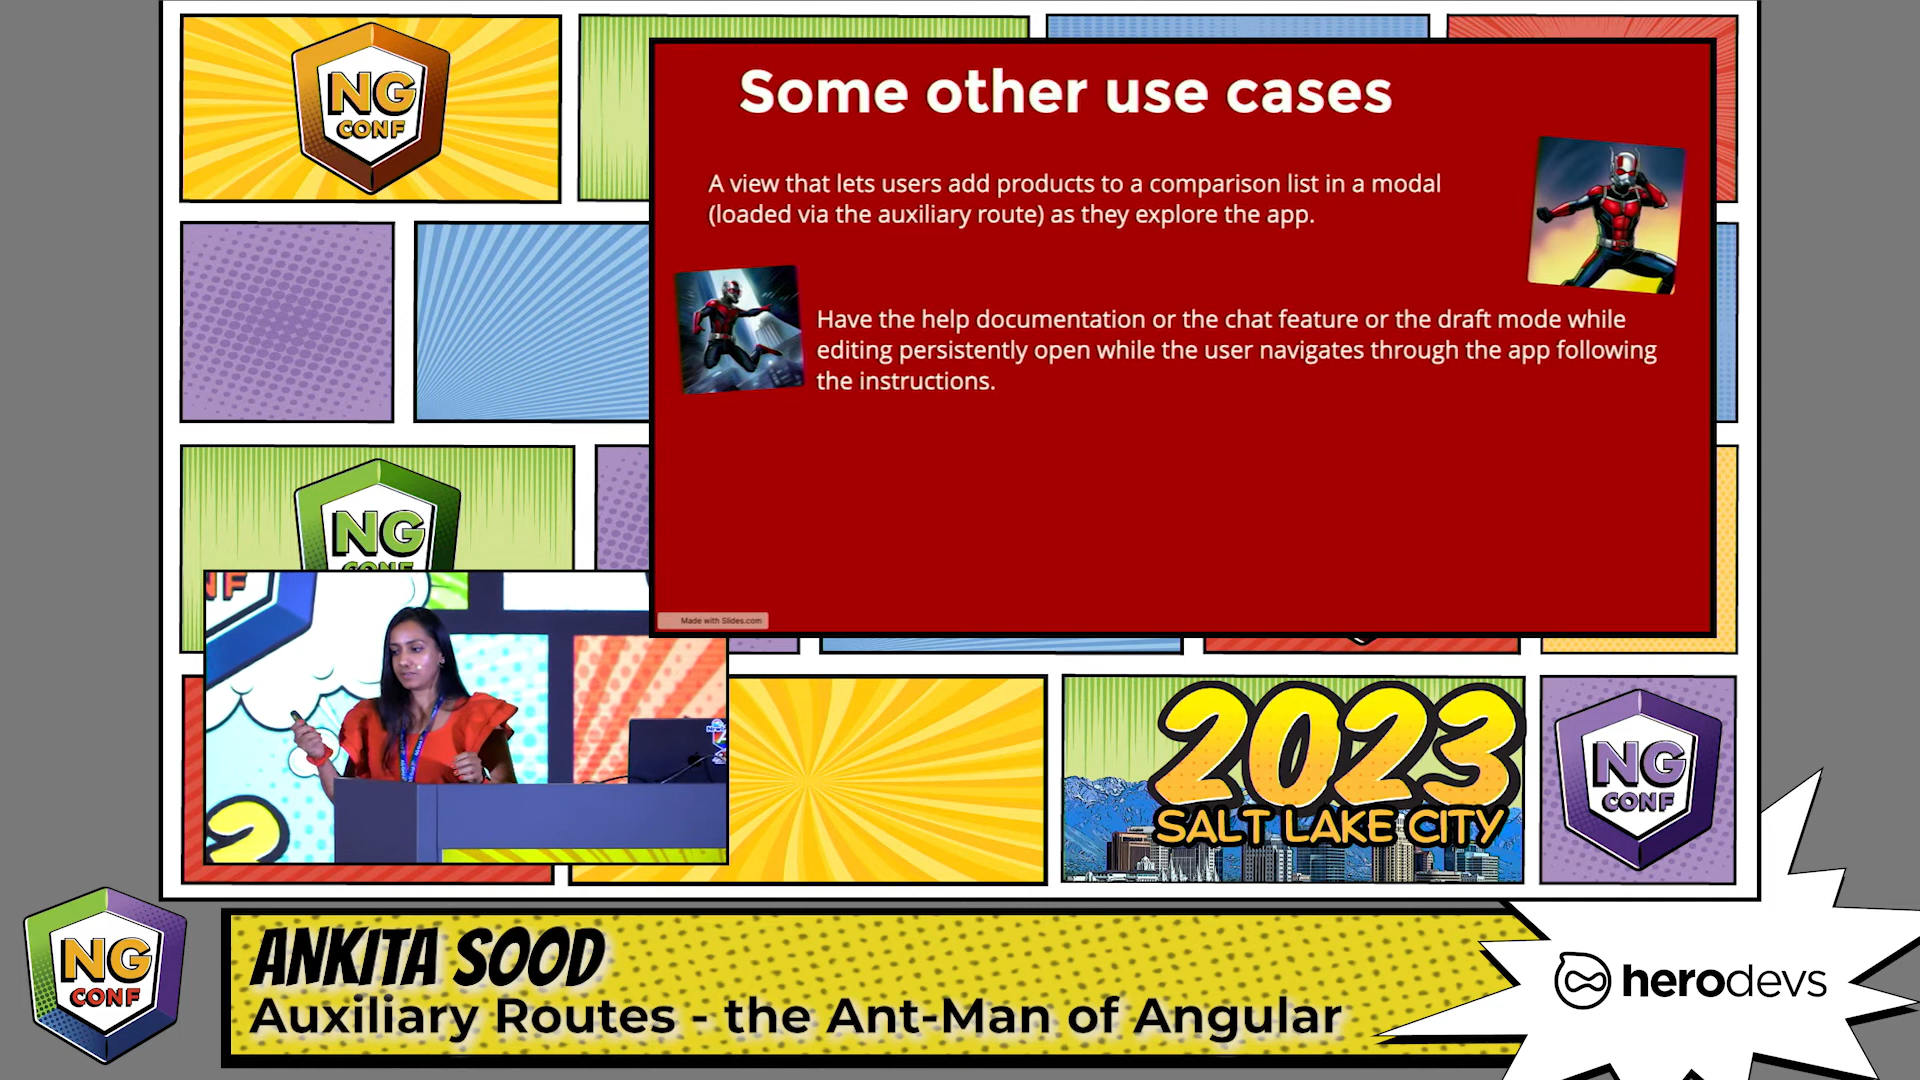 NG
CONF
Some other use cases
A view that lets users add products to a comparison list in a modal
(loaded via the auxiliary route) as they explore the app.
Have the help documentation or the chat feature or the draft mode while
editing persistently open while the user navigates through the app following
the instructions.
Made with Slides.com
NG
CONF
NF
2
2023
SALT LAKE CITY
NG
CONF
NG
CONF
ANKITA SOOD
Auxiliary Routes - the Ant-Man of Angular
herodevs